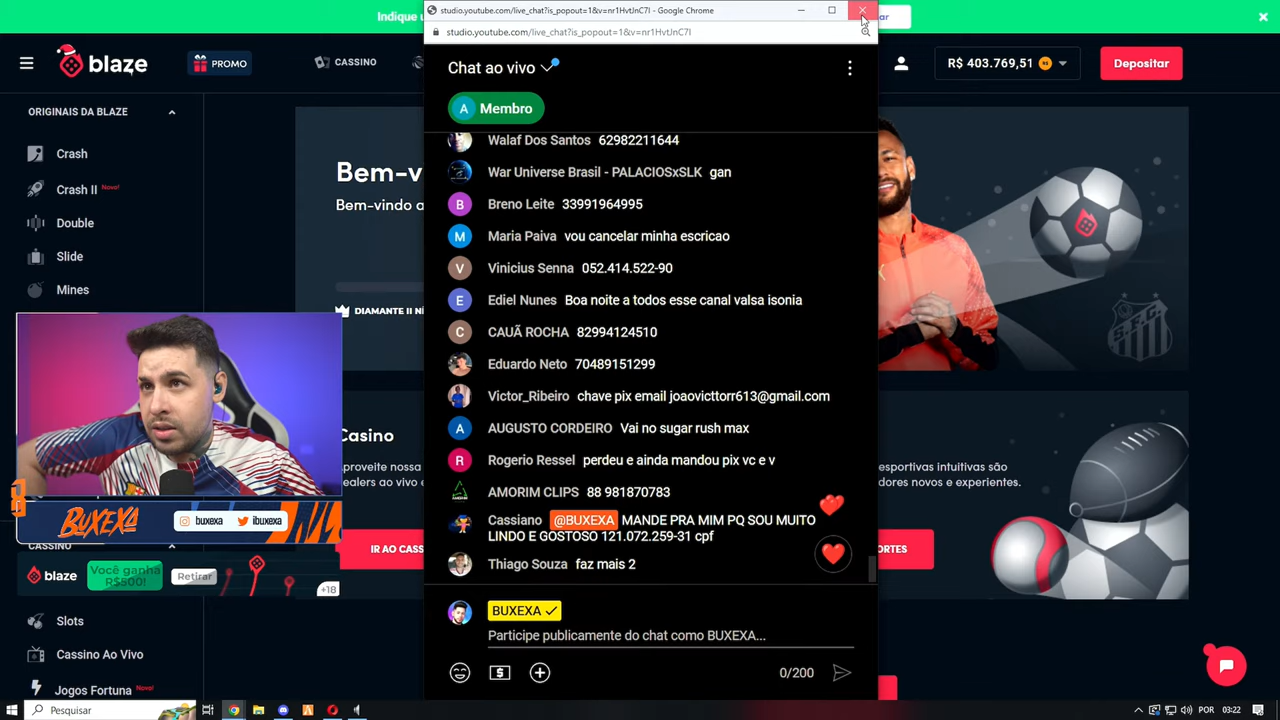 studio.youtube.com/live_chat?is_popout=1&v=nr1HvtJnC7I - Google Chrome
Indique u
ar
studio.youtube.com/live_chat?is_popout=1&v=nr1HvtJnC7I
blaze
PROMO
CASSINO
R$ 403.769,51
Depositar
Chat ao vivo
A Membro
ORIGINAIS DA BLAZE
Crash
Crash II Novo!
Double
Slide
Mines
Bem-v
Bem-vindo a
DIAMANTE II NÍ
Walaf Dos Santos 62982211644
War Universe Brasil - PALACIOSxSLK gan
B Breno Leite 33991964995
M Maria Paiva vou cancelar minha escricao
V Vinicius Senna 052.414.522-90
E Ediel Nunes Boa noite a todos esse canal valsa isonia
C CAUÃ ROCHA 82994124510
Eduardo Neto 70489151299
Victor_Ribeiro chave pix email joaovicttorr613@gmail.com
A AUGUSTO CORDEIRO Vai no sugar rush max
R Rogerio Ressel perdeu e ainda mandou pix vc e v
AMORIM CLIPS 88 981870783
Cassiano @BUXEXA MANDE PRA MIM PQ SOU MUITO
LINDO E GOSTOSO 121.072.259-31 cpf
Thiago Souza faz mais 2
BUXEXA
Participe publicamente do chat como BUXEXA...
0/200
Casino
proveite nossa
ealers ao vivo e
IR AO CASS
esportivas intuitivas são
dores novos e experientes.
ORTES
BUXEXA
buxexa
ibuxexa
CASSINO
blaze
Você ganha
R$500!
Retirar
+18
Slots
Cassino Ao Vivo
Jogos Fortuna Novo!
Pesquisar
POR
03:22